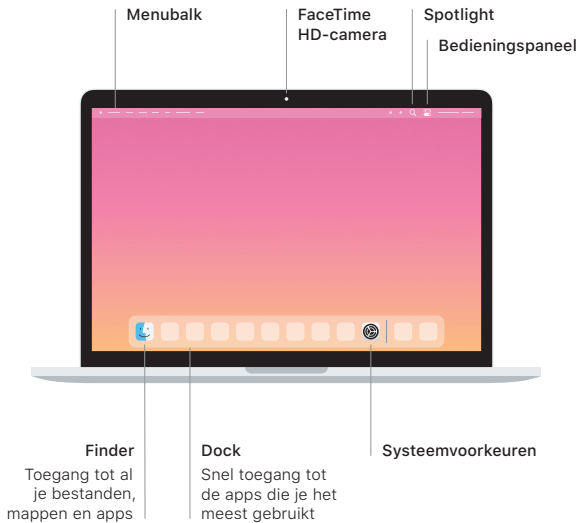 Menubalk
FaceTime
HD-camera
Spotlight
Bedieningspaneel
Finder
Toegang tot al
je bestanden,
mappen en apps
Dock
Snel toegang tot
de apps die je het
meest gebruikt
Systeemvoorkeuren